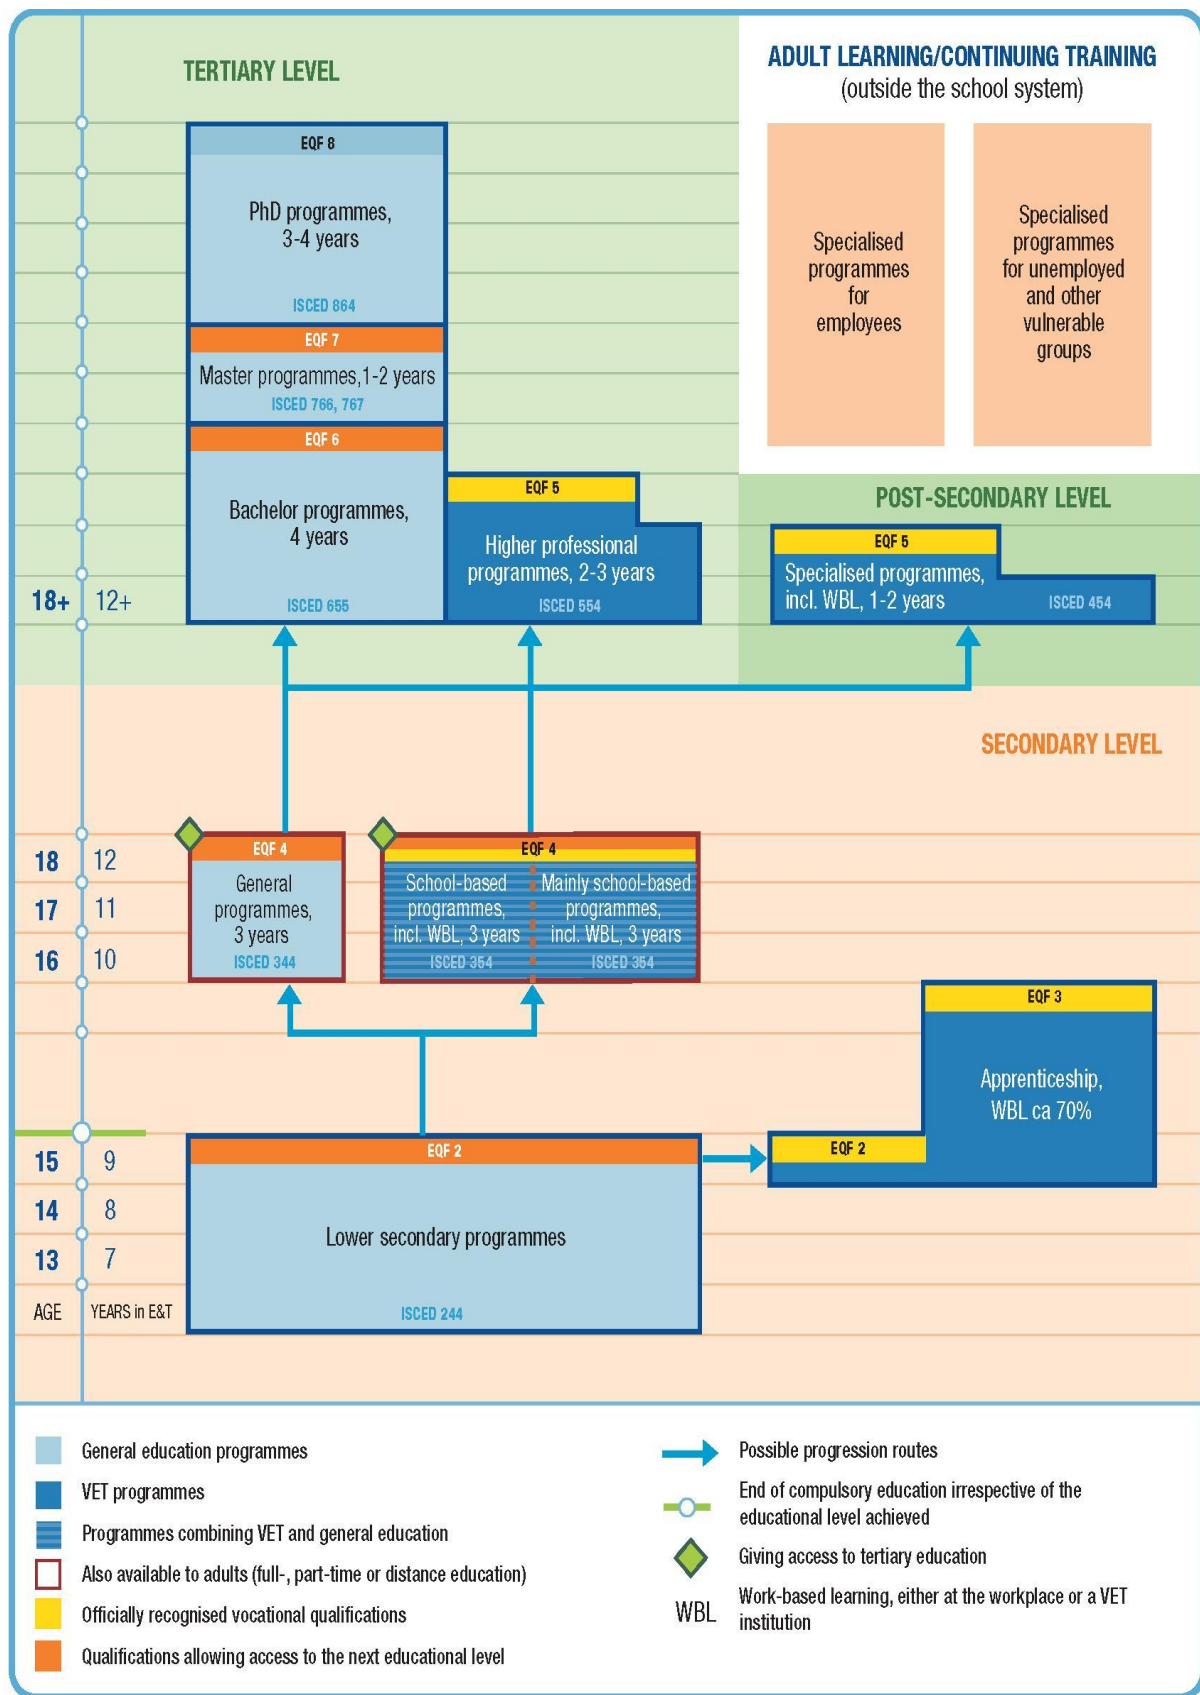 TERTIARY LEVEL
ADULT LEARNING/CONTINUING TRAINING
(outside the school system)
EQF 8
PhD programmes,
3-4 years
ISCED 864
EQF 7
Master programmes,1-2 years
ISCED 766, 767
EQF 6
Bachelor programmes,
4 years
ISCED 655
EQF 5
Higher professional
programmes, 2-3 years
ISCED 554
Specialised
programmes
for
employees
Specialised
programmes
for unemployed
and other
vulnerable
groups
POST-SECONDARY LEVEL
EQF 5
Specialised programmes,
incl. WBL, 1-2 years
ISCED 454
18+ 12+
SECONDARY LEVEL
18 12
17 11
16 10
EQF 4
General
programmes,
3 years
ISCED 344
EQF 4
School-based
programmes,
incl. WBL, 3 years
ISCED 354
Mainly school-based
programmes,
incl. WBL, 3 years
ISCED 354
EQF 3
Apprenticeship,
WBL ca 70%
EQF 2
15 9
14 8
13 7
AGE YEARS in E&T
EQF 2
Lower secondary programmes
ISCED 244
General education programmes
VET programmes
Programmes combining VET and general education
Also available to adults (full-, part-time or distance education)
Officially recognised vocational qualifications
Qualifications allowing access to the next educational level
Possible progression routes
End of compulsory education irrespective of the
educational level achieved
Giving access to tertiary education
WBL Work-based learning, either at the workplace or a VET
institution